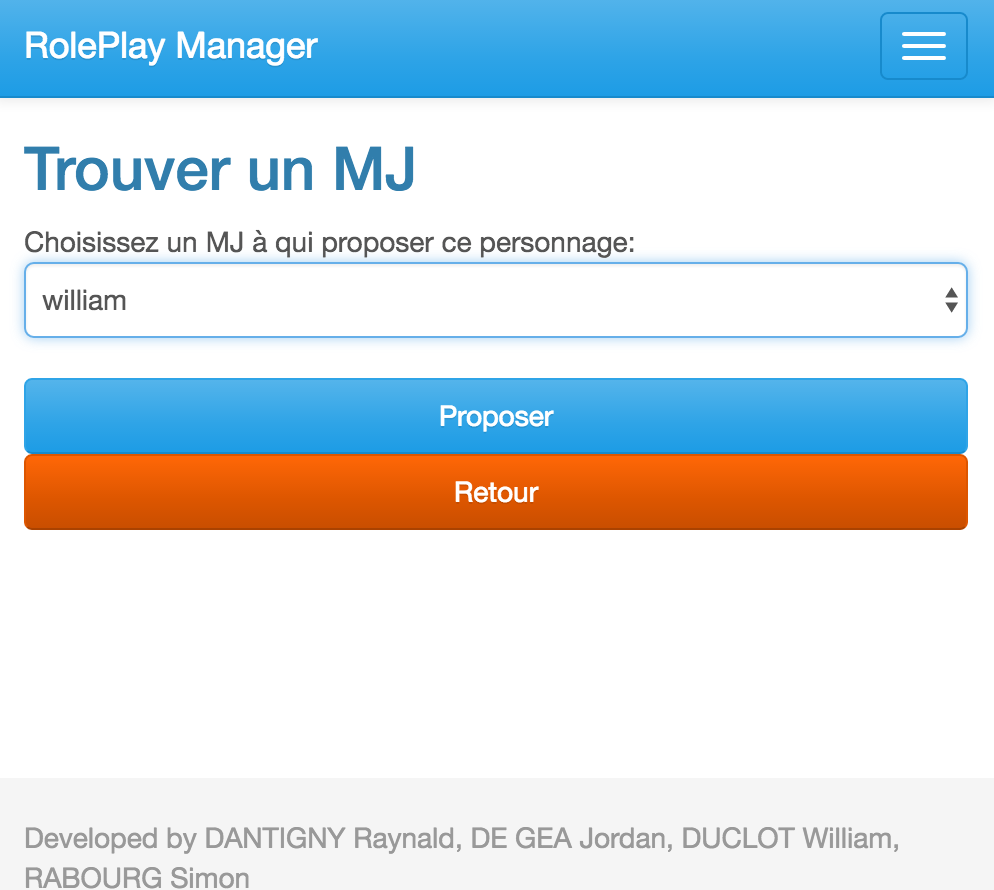 RolePlay Manager
Trouver un MJ
Choisissez un MJ à qui proposer ce personnage:
william
Proposer
Retour
Developed by DANTIGNY Raynald, DE GEA Jordan, DUCLOT William,
RABOURG Simon